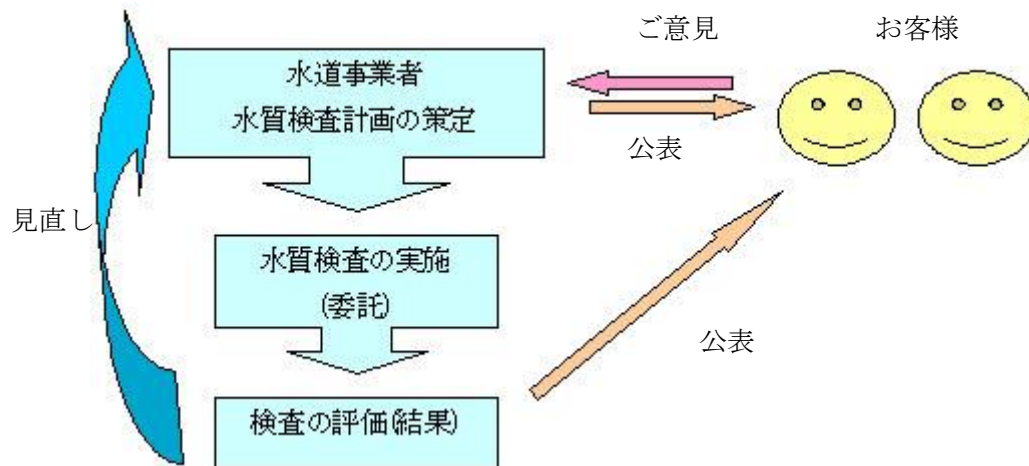 ご意見
お客様
水道事業者
水質検査計画の策定
公表
見直し
水質検査の実施
(委託)
公表
検査の評価(結果)